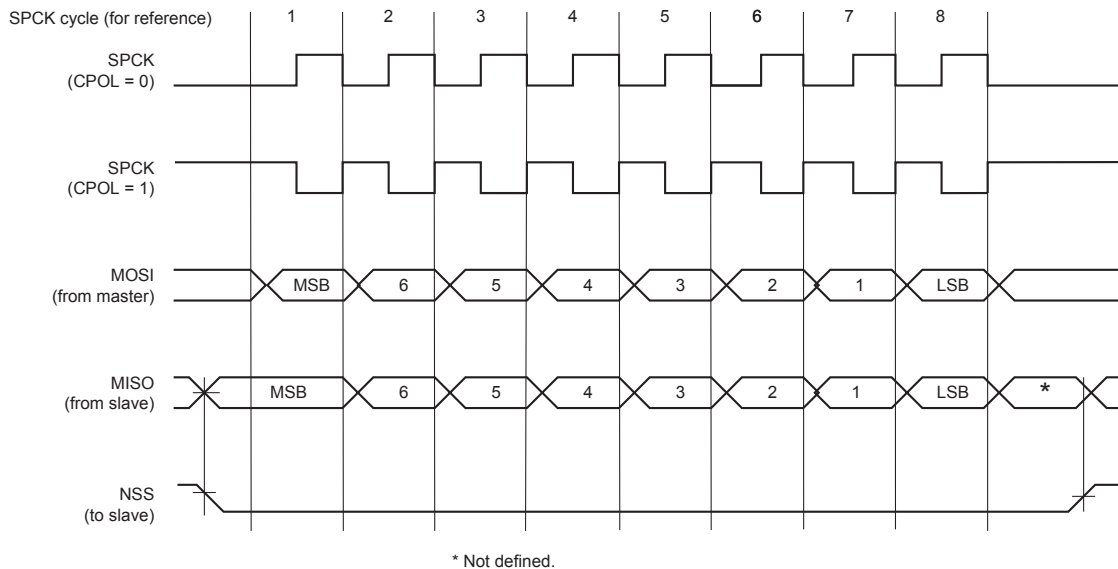 SPCK cycle (for reference)
1 2 3 4 5 6 7 8
SPCK
(CPOL = 0)
SPCK
(CPOL = 1)
MOSI
(from master)
MSB 6 5 4 3 2 1 LSB
MISO
(from slave)
MSB 6 5 4 3 2 1 LSB *
NSS
(to slave)
* Not defined.